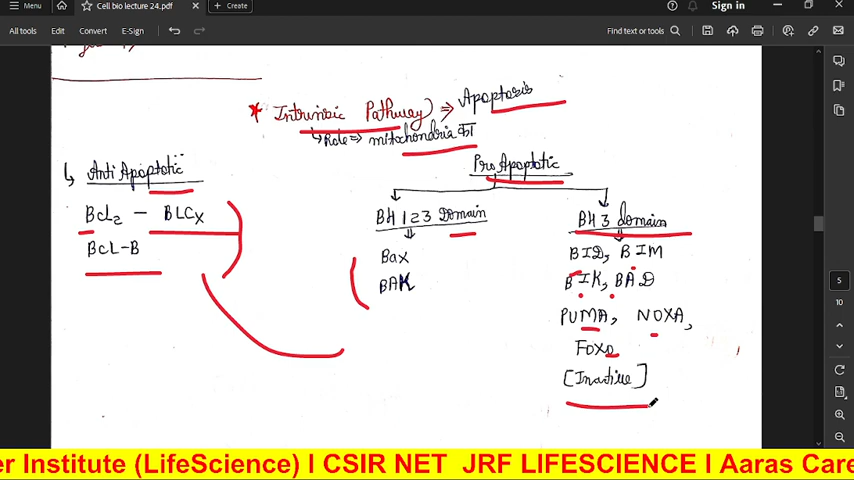 Menu
Cell bio lecture 24.pdf
Create
Sign in
All tools Edit Convert E-Sign
Find text or tools
* Intrinsic Pathway) ⇒ Apoptosis
↳ Role ⇒ mitochondria का
↳ Anti Apoptotic
Pro Apoptotic
BH 123 Domain
BH 3 domain
BcL2 - BLCX
BcL-B
Bax
BAK
BID, BIM
BIK, BAD
PUMA, NOXA,
FOXO
[Inactive]
5
10
er Institute (LifeScience) I CSIR NET JRF LIFESCIENCE I Aaras Care